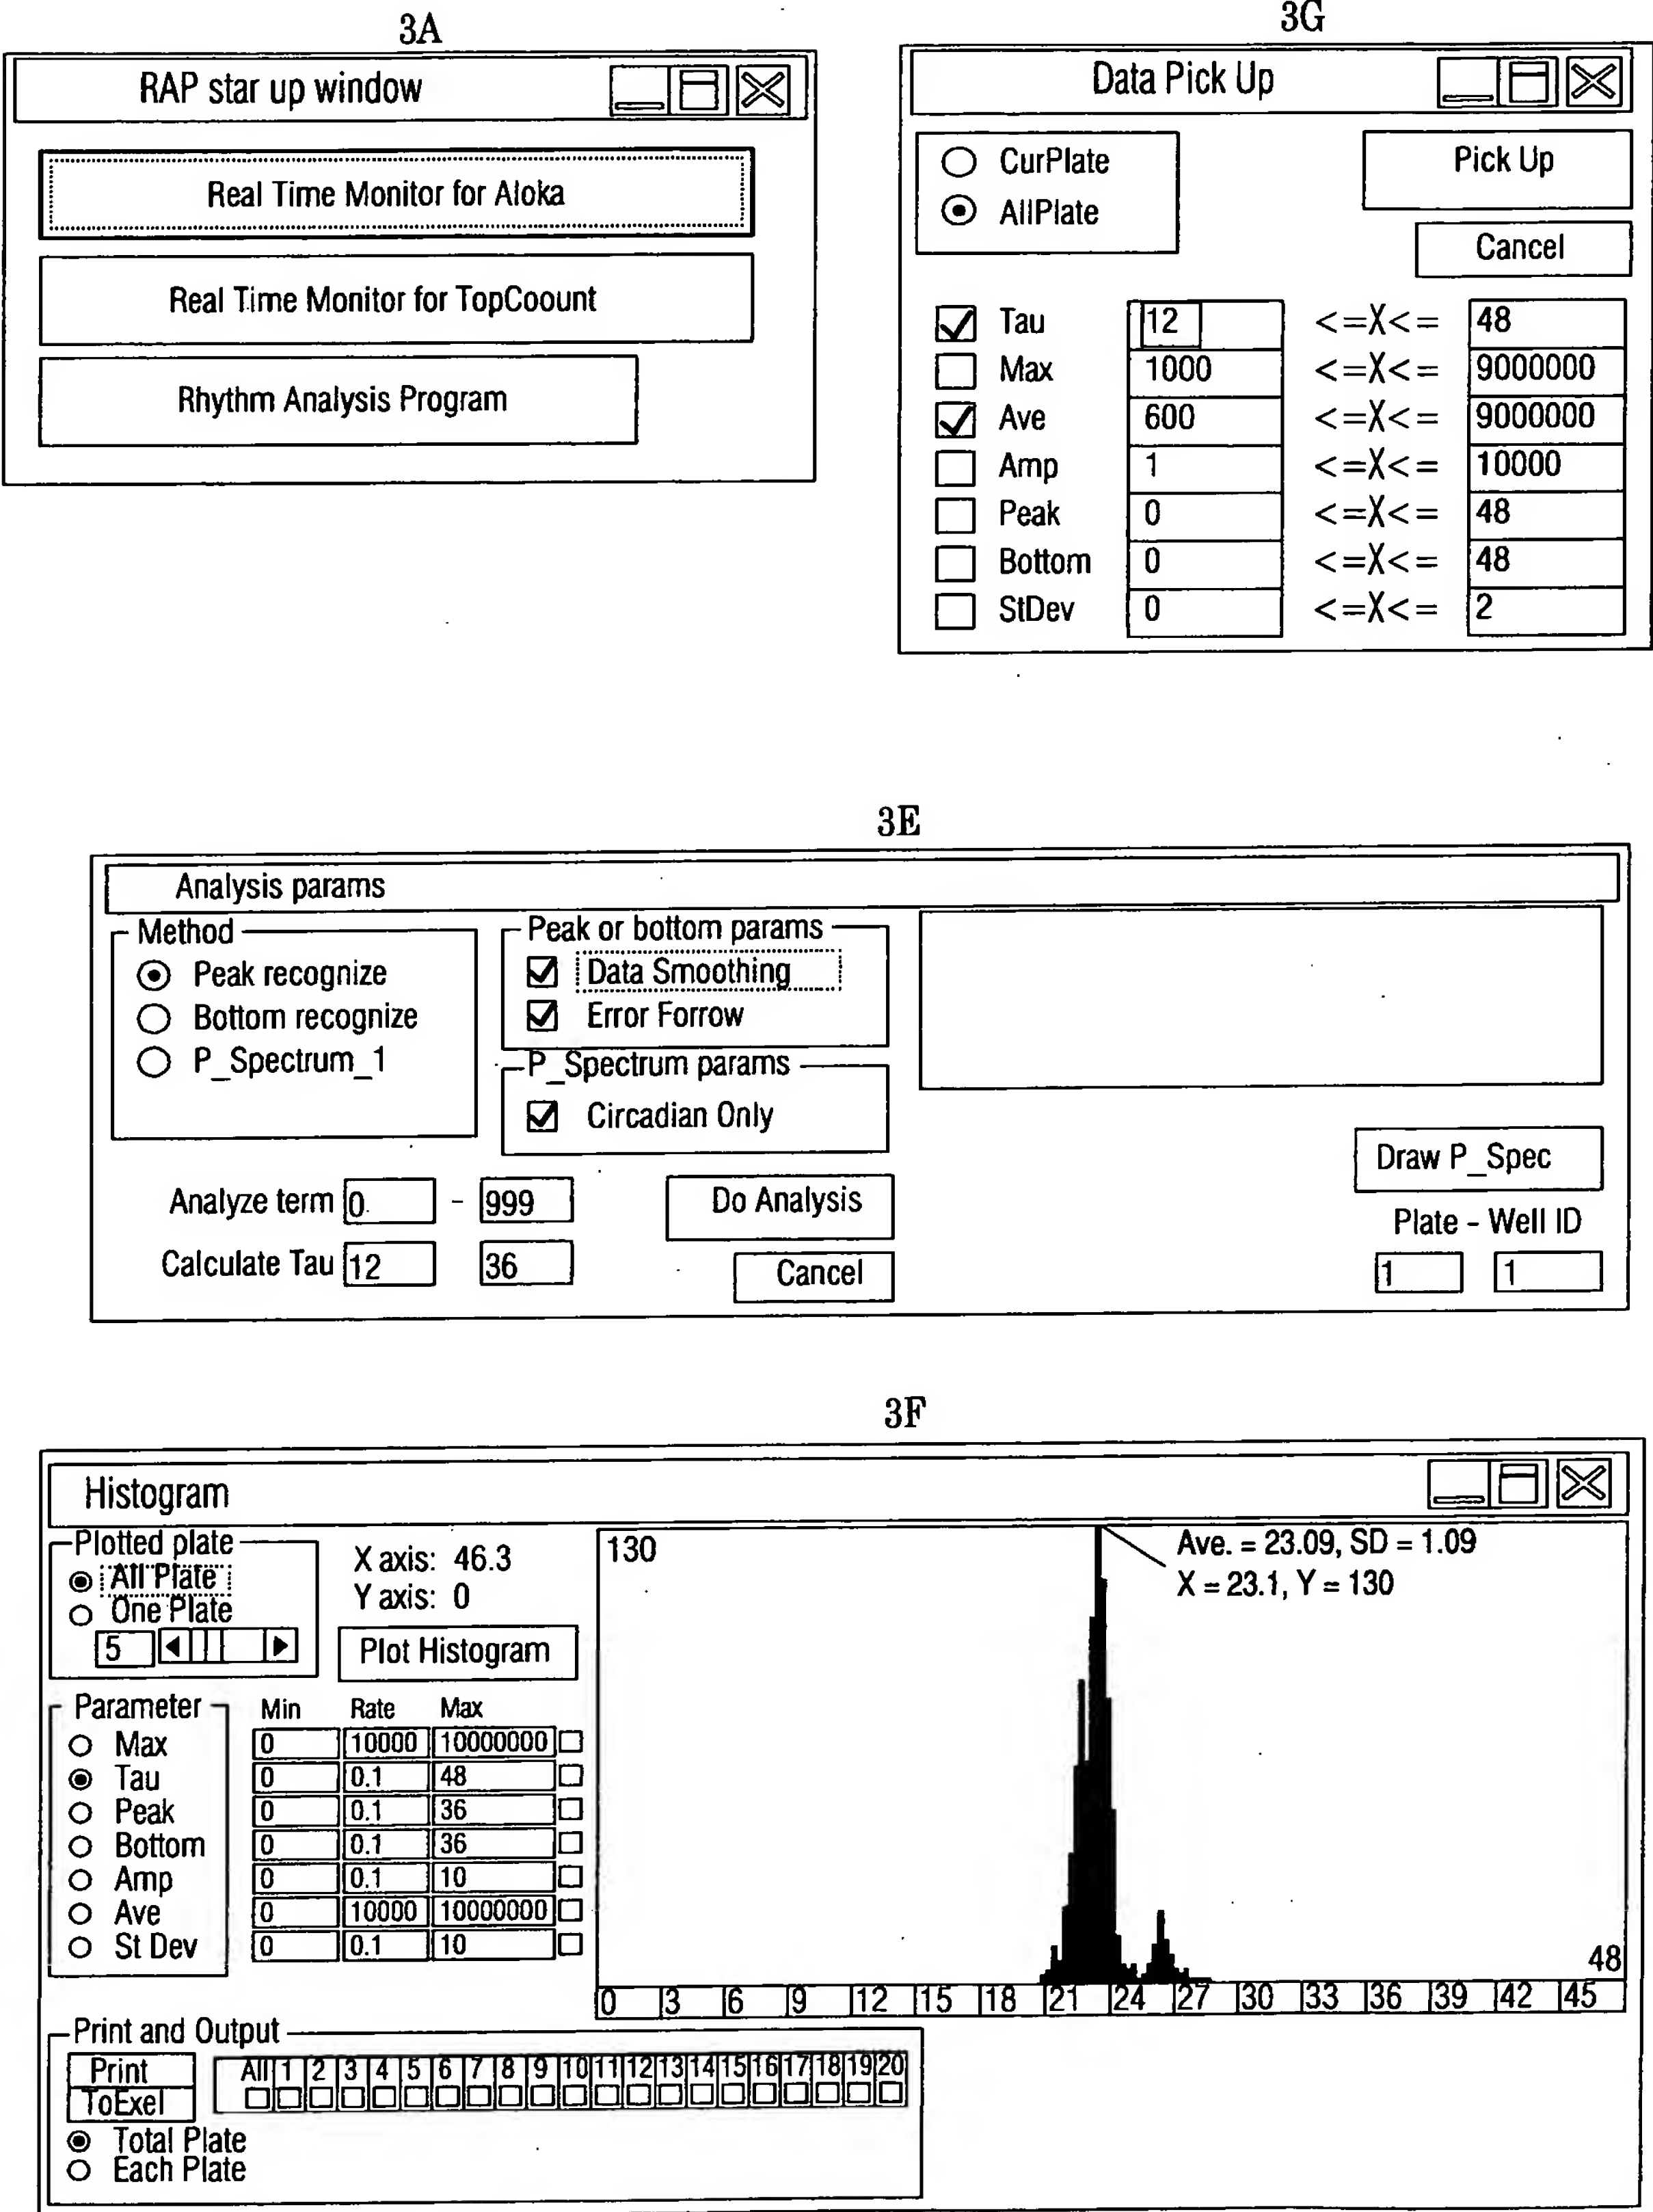 3A
RAP star up window
Real Time Monitor for Aloka
Real Time Monitor for TopCoount
Rhythm Analysis Program
3G
Data Pick Up
CurPlate
AllPlate
Pick Up
Cancel
Tau 12 <=X<= 48
Max 1000 <=X<= 9000000
Ave 600 <=X<= 9000000
Amp 1 <=X<= 10000
Peak 0 <=X<= 48
Bottom 0 <=X<= 48
StDev 0 <=X<= 2
3E
Analysis params
Method
Peak recognize
Bottom recognize
P_Spectrum_1
Peak or bottom params
Data Smoothing
Error Forrow
P_Spectrum params
Circadian Only
Analyze term 0 - 999
Calculate Tau 12 36
Do Analysis
Cancel
Draw P_Spec
Plate - Well ID
1 1
3F
Histogram
Plotted plate
All Plate
One Plate
5
X axis: 46.3
Y axis: 0
Plot Histogram
Parameter Min Rate Max
Max 0 10000 10000000
Tau 0 0.1 48
Peak 0 0.1 36
Bottom 0 0.1 36
Amp 0 0.1 10
Ave 0 10000 10000000
St Dev 0 0.1 10
130
Ave. = 23.09, SD = 1.09
X = 23.1, Y = 130
48
0 3 6 9 12 15 18 21 24 27 30 33 36 39 42 45
Print and Output
Print
ToExel
All 1 2 3 4 5 6 7 8 9 10 11 12 13 14 15 16 17 18 19 20
Total Plate
Each Plate